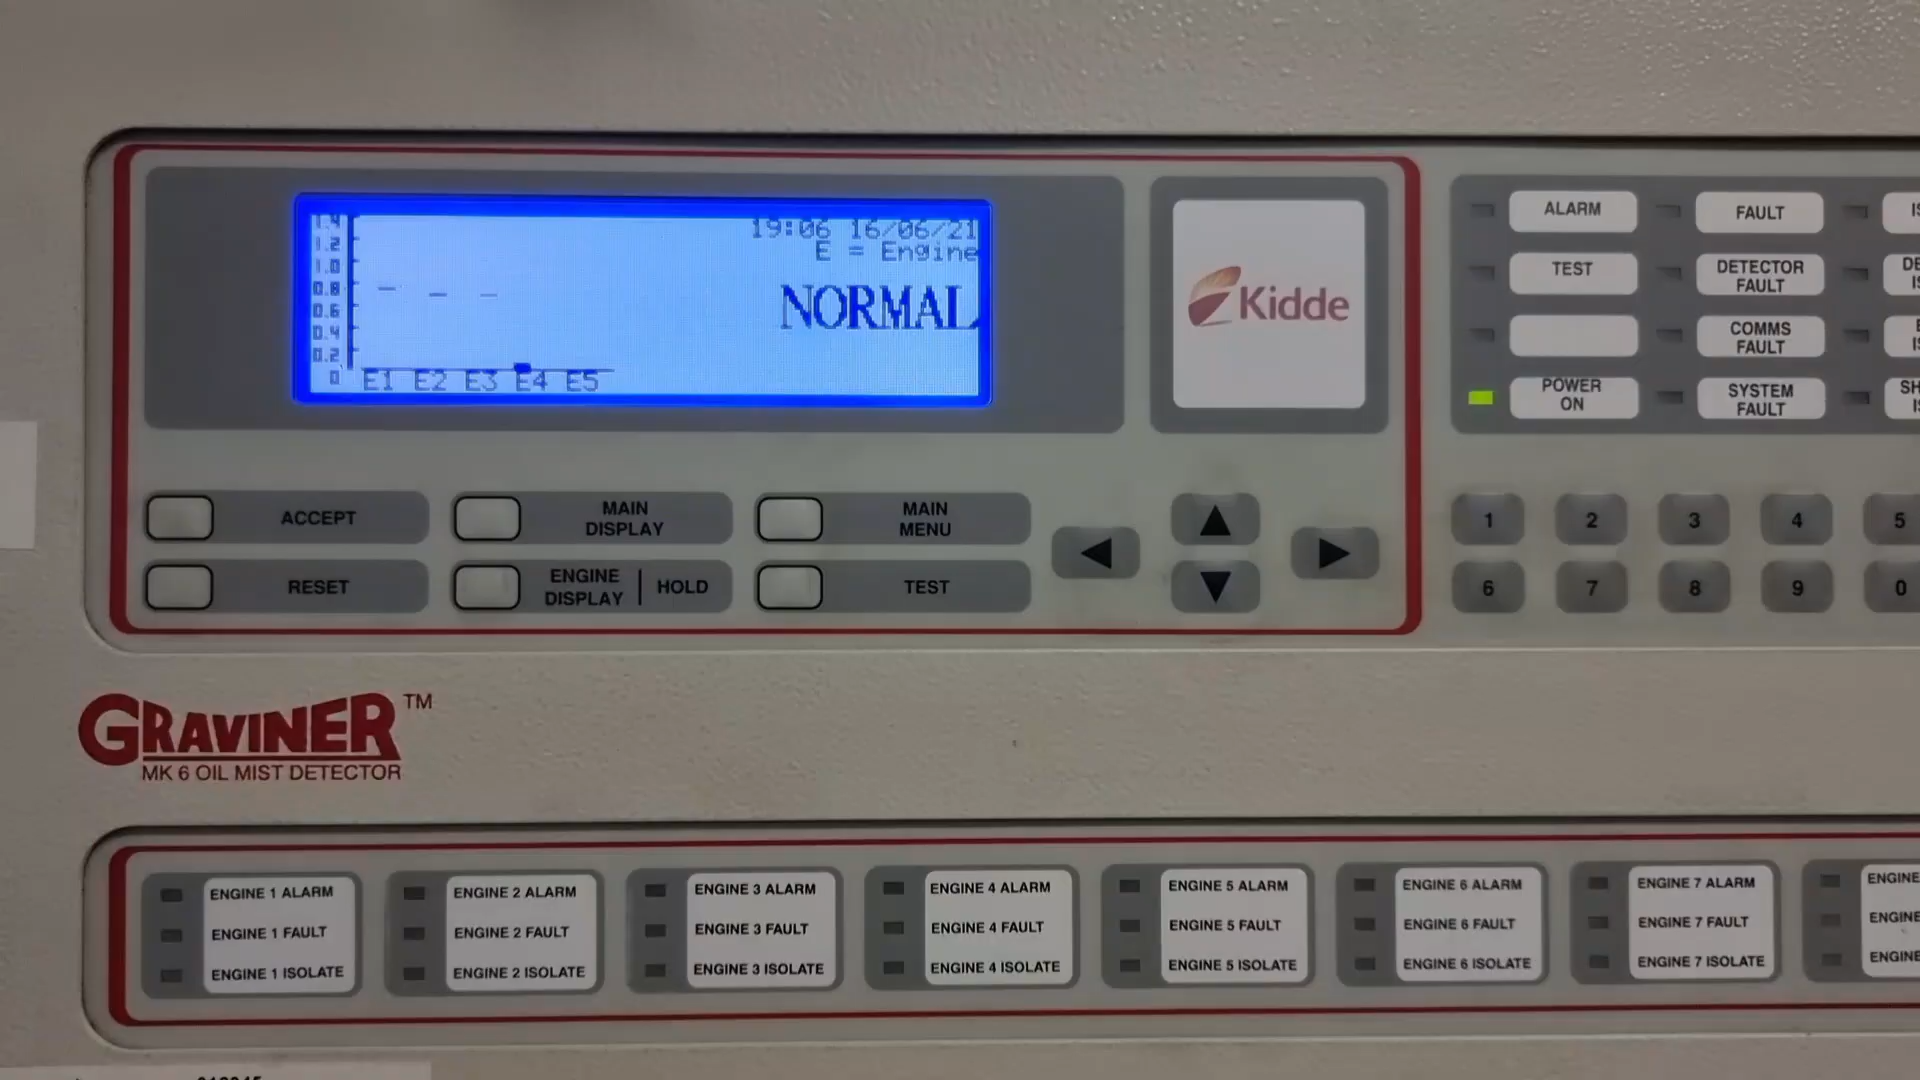 1.4
1.2
1.0
0.8
0.6
0.4
0.2
0
E1 E2 E3 E4 E5
19:06 16/06/21
E = Engine
NORMAL
Kidde
ALARM
TEST
POWER
ON
FAULT
DETECTOR
FAULT
COMMS
FAULT
SYSTEM
FAULT
ACCEPT
MAIN
DISPLAY
MAIN
MENU
RESET
ENGINE
DISPLAY
HOLD
TEST
1 2 3 4 5
6 7 8 9 0
GRAVINER™
MK 6 OIL MIST DETECTOR
ENGINE 1 ALARM
ENGINE 1 FAULT
ENGINE 1 ISOLATE
ENGINE 2 ALARM
ENGINE 2 FAULT
ENGINE 2 ISOLATE
ENGINE 3 ALARM
ENGINE 3 FAULT
ENGINE 3 ISOLATE
ENGINE 4 ALARM
ENGINE 4 FAULT
ENGINE 4 ISOLATE
ENGINE 5 ALARM
ENGINE 5 FAULT
ENGINE 5 ISOLATE
ENGINE 6 ALARM
ENGINE 6 FAULT
ENGINE 6 ISOLATE
ENGINE 7 ALARM
ENGINE 7 FAULT
ENGINE 7 ISOLATE
ENGINE
ENGINE
ENGINE